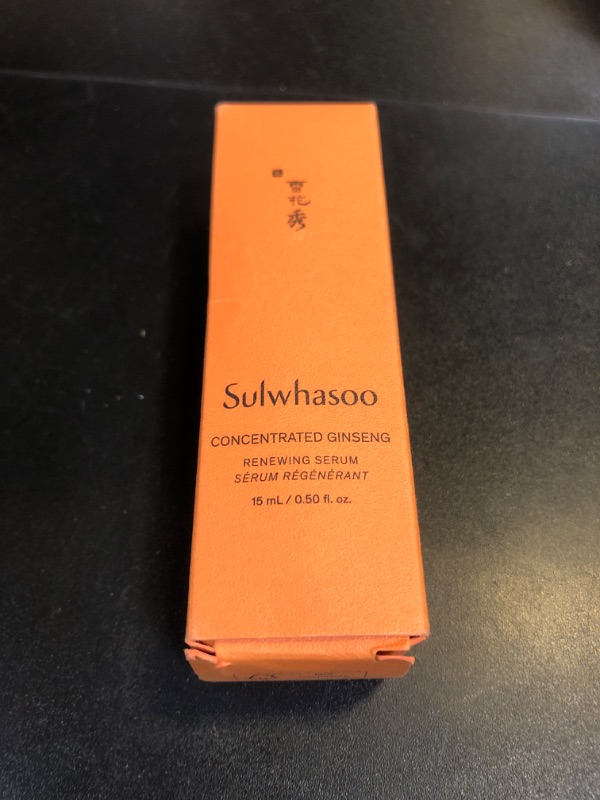 雪花秀
Sulwhasoo
CONCENTRATED GINSENG
RENEWING SERUM
SÉRUM RÉGÉNÉRANT
15 mL / 0.50 fl. oz.